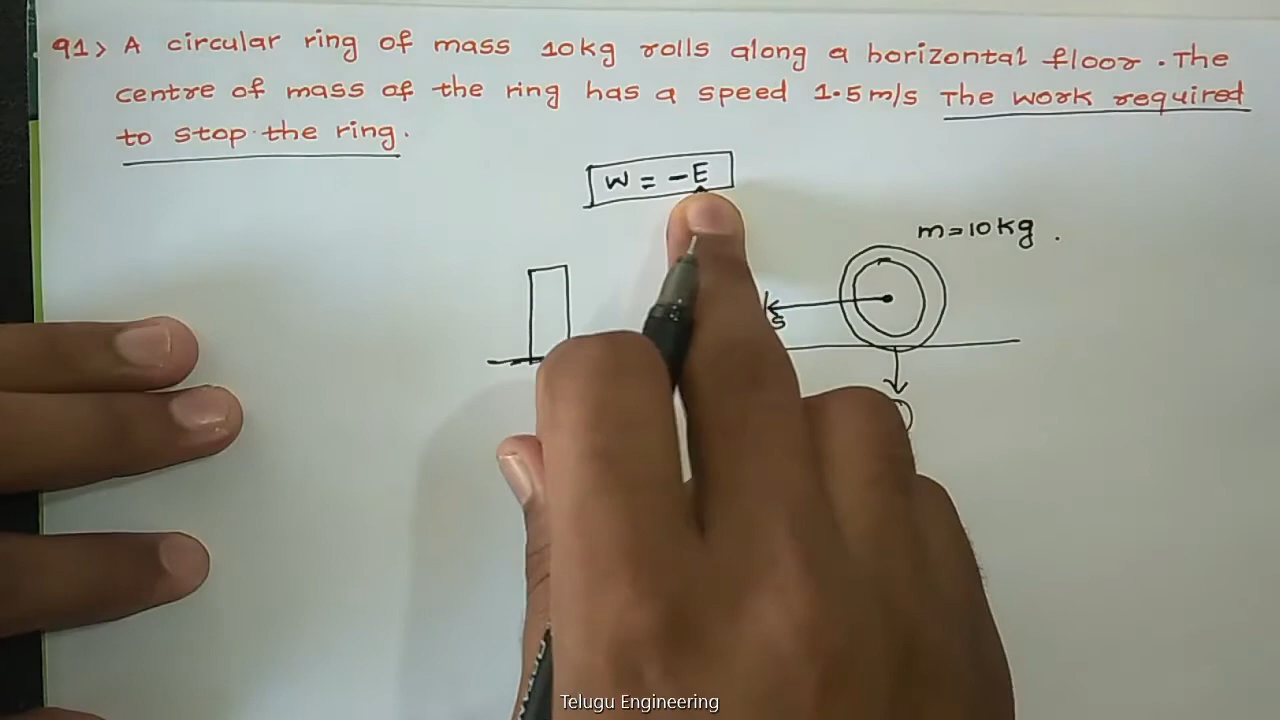 q1> A circular ring of mass 10kg rolls along a horizontal floor. The
centre of mass of the ring has a speed 1.5m/s The work required
to stop the ring.
W = -E
m=10kg.
s
Telugu Engineering